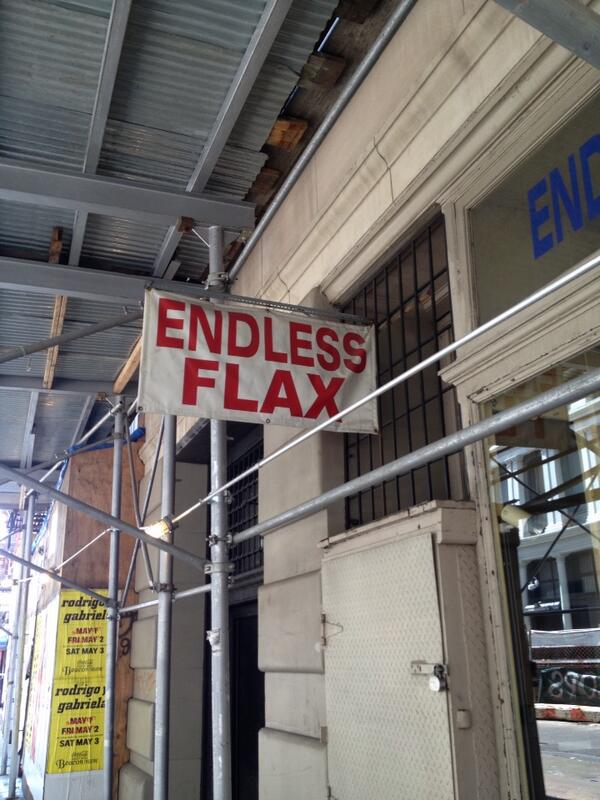 ENDLESS
FLAX
END
rodrigo y
gabriela
MAY 1
FRI MAY 2
SAT MAY 3
Beacon
rodrigo y
gabriela
MAY 1
FRI MAY 2
SAT MAY 3
Beacon